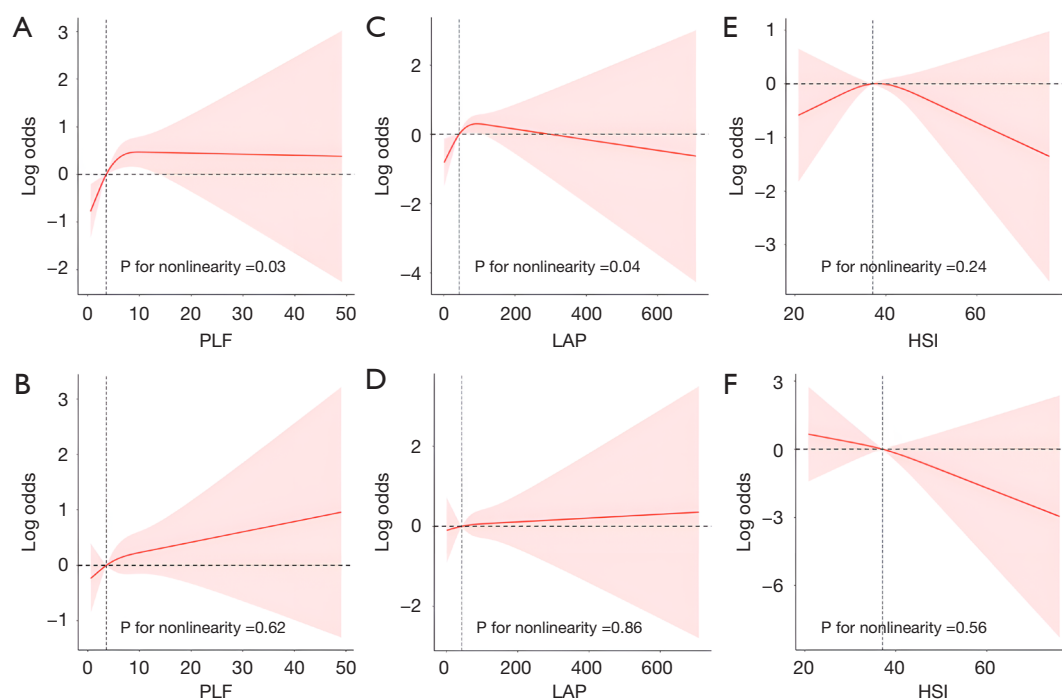 A
Log odds
3
2
1
0
−1
−2
P for nonlinearity =0.03
0 10 20 30 40 50
PLF
C
Log odds
2
0
−2
−4
P for nonlinearity =0.04
0 200 400 600
LAP
E
Log odds
1
0
−1
−2
−3
P for nonlinearity =0.24
20 40 60
HSI
B
Log odds
3
2
1
0
−1
P for nonlinearity =0.62
0 10 20 30 40 50
PLF
D
Log odds
2
0
−2
P for nonlinearity =0.86
0 200 400 600
LAP
F
Log odds
3
0
−3
−6
P for nonlinearity =0.56
20 40 60
HSI